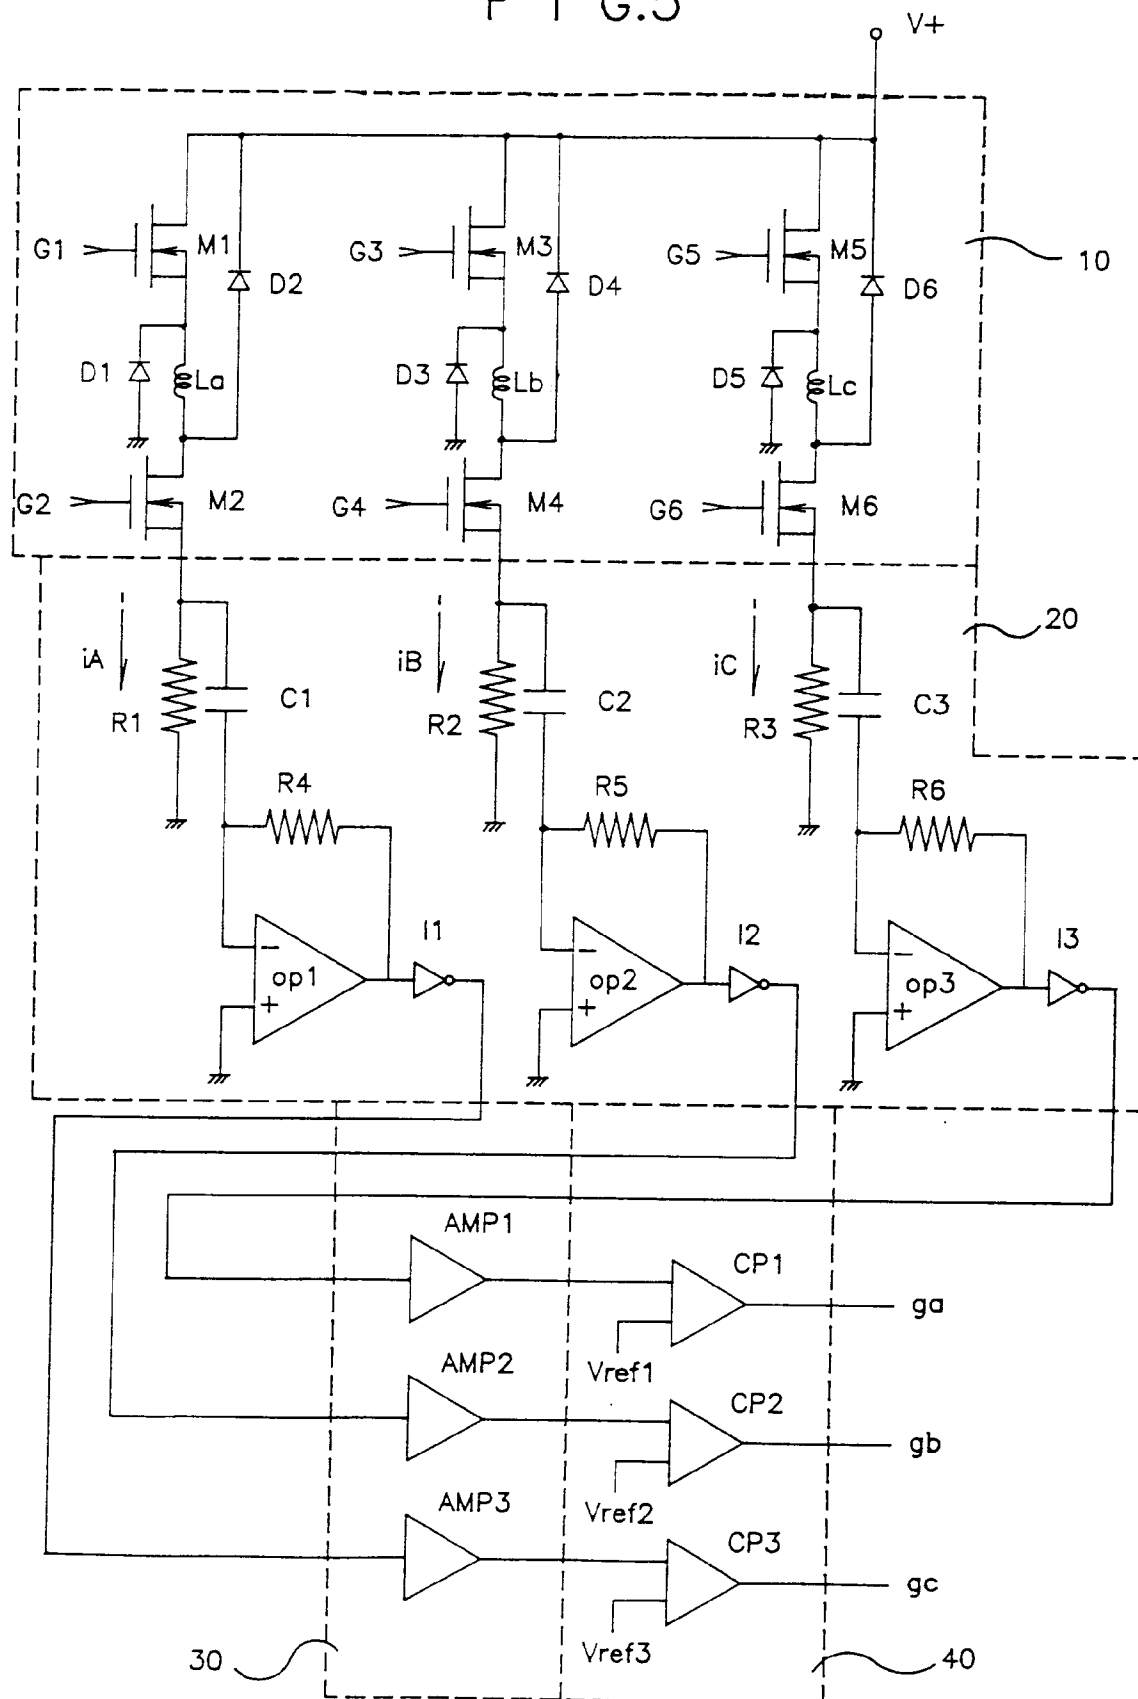 F I G.5
V+
G1 M1 G3 M3 G5 M5
10
D2 D4 D6
D1 La D3 Lb D5 Lc
G2 M2 G4 M4 G6 M6
20
iA iB iC
R1 C1 R2 C2 R3 C3
R4 R5 R6
I1 I2 I3
− op1 + − op2 + − op3 +
AMP1 CP1
ga
Vref1
AMP2 CP2
gb
Vref2
AMP3 CP3
gc
Vref3
30 40